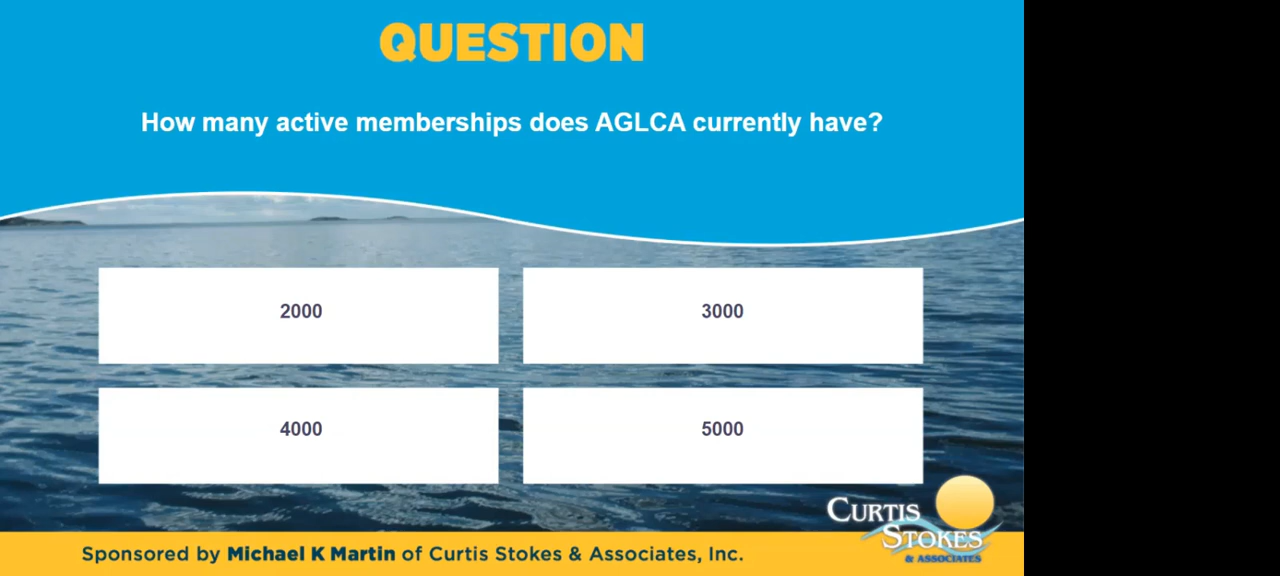 QUESTION
How many active memberships does AGLCA currently have?
2000
3000
4000
5000
CURTIS
STOKES
& ASSOCIATES
Sponsored by Michael K Martin of Curtis Stokes & Associates, Inc.